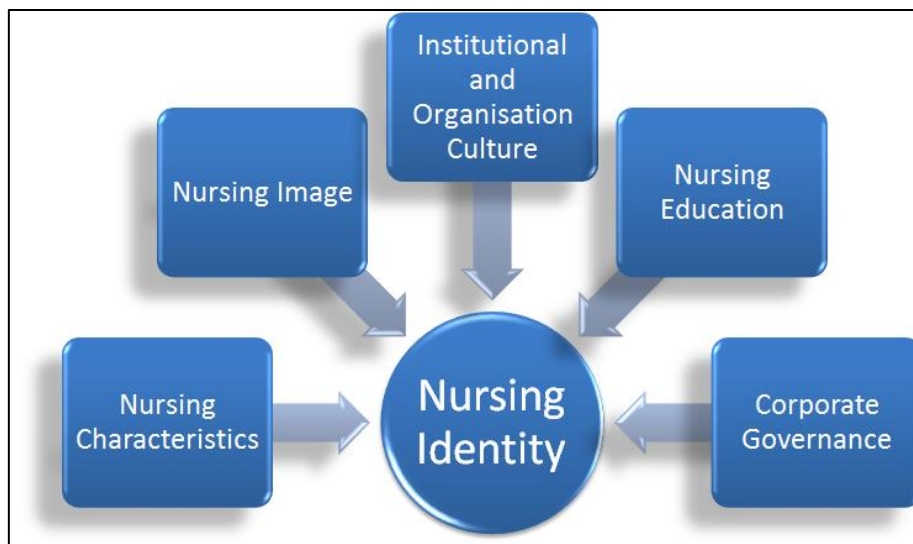 Institutional
and
Organisation
Culture
Nursing Image
Nursing
Education
Nursing
Characteristics
Nursing
Identity
Corporate
Governance